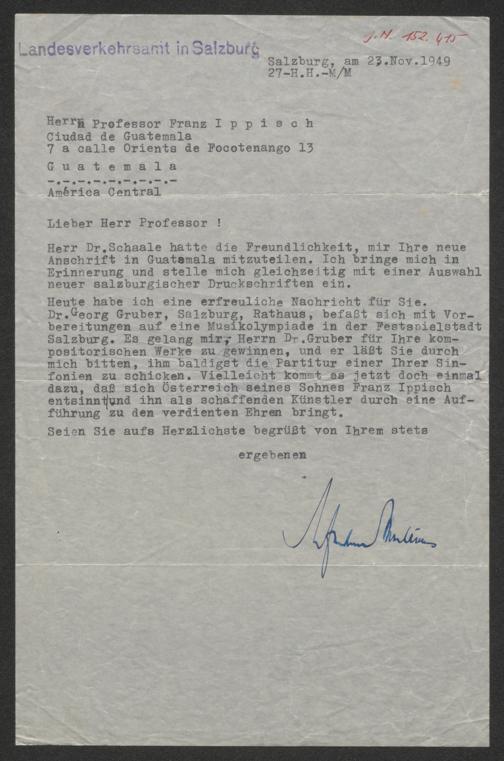 J.N. 152.415
Landesverkehrsamt in Salzburg
Salzburg, am 23.Nov.1949
27-H.H.-M/M
Herrn Professor Franz I p p i s c h
Ciudad de Guatemala
7 a calle Orients de Focotenango 13
G u a t e m a l a
-.-.-.-.-.-.-.-.-.-
América Central
Lieber Herr Professor !
Herr Dr.Schaale hatte die Freundlichkeit, mir Ihre neue
Anschrift in Guatemala mitzuteilen. Ich bringe mich in
Erinnerung und stelle mich gleichzeitig mit einer Auswahl
neuer salzburgischer Druckschriften ein.
Heute habe ich eine erfreuliche Nachricht für Sie.
Dr.Georg Gruber, Salzburg, Rathaus, befaßt sich mit Vor-
bereitungen auf eine Musikolympiade in der Festspielstadt
Salzburg. Es gelang mir, Herrn Dr.Gruber für Ihre kom-
positorischen Werke zu gewinnen, und er läßt Sie durch
mich bitten, ihm baldigst die Partitur einer Ihrer Sin-
fonien zu schicken. Vielleicht kommt es jetzt doch einmal
dazu, daß sich Österreich seines Sohnes Franz Ippisch
entsinnt und ihn als schaffenden Künstler durch eine Auf-
führung zu den verdienten Ehren bringt.
Seien Sie aufs Herzlichste begrüßt von Ihrem stets
ergebenen